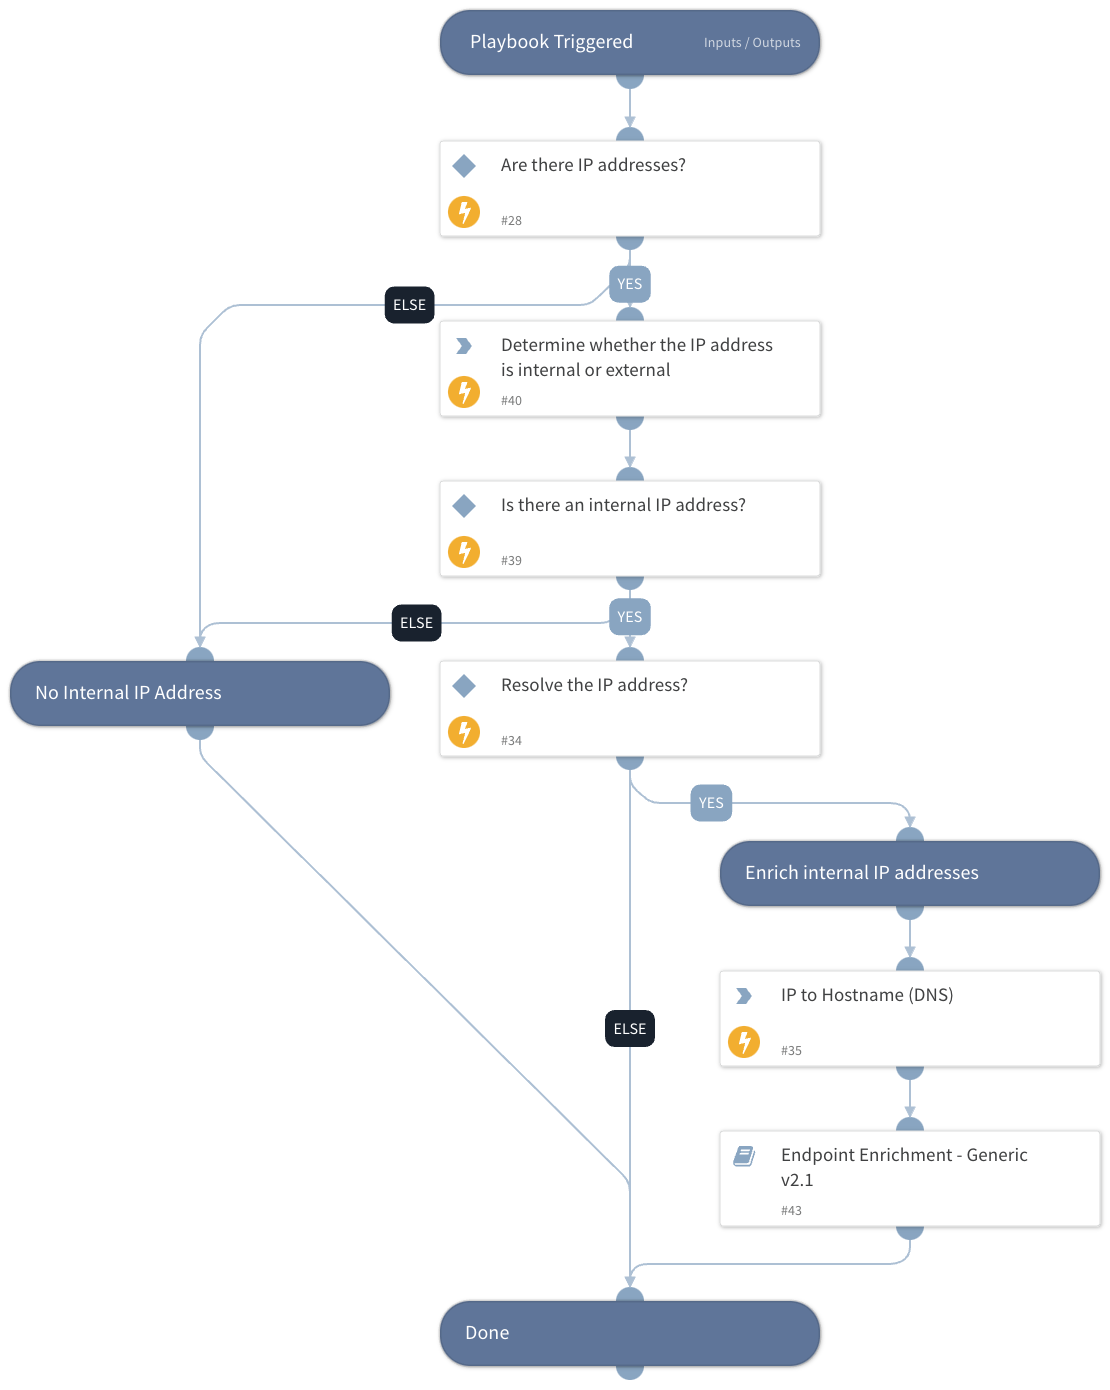 Playbook Triggered
Inputs / Outputs
Are there IP addresses?
#28
YES
ELSE
Determine whether the IP address
is internal or external
#40
Is there an internal IP address?
#39
YES
ELSE
No Internal IP Address
Resolve the IP address?
#34
YES
Enrich internal IP addresses
IP to Hostname (DNS)
#35
ELSE
Endpoint Enrichment - Generic
v2.1
#43
Done